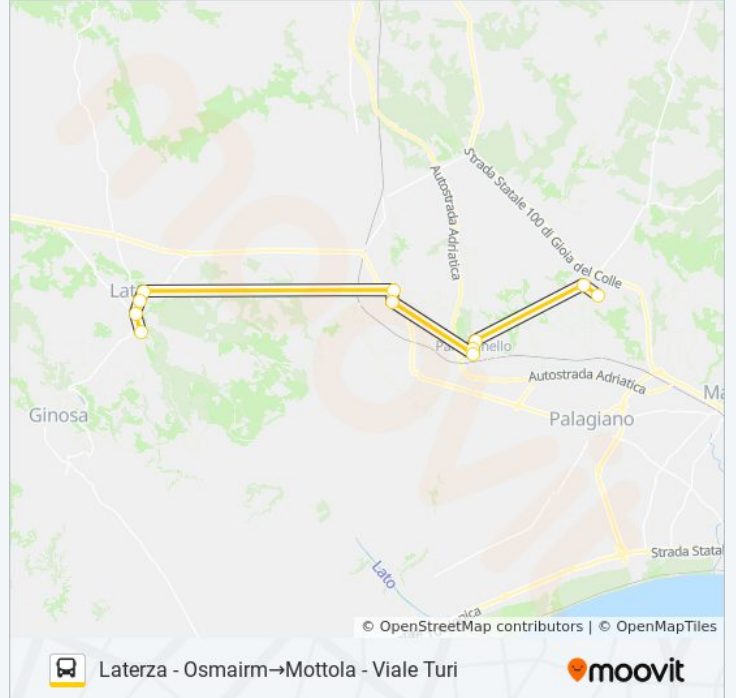 Strada Statale 100 di Gioia del Colle
Autostrada Adriatica
Autostrada Adriatica
Ginosa
Palagiano
Lato
Strada Statal
© OpenStreetMap contributors | © OpenMapTiles
Laterza - Osmairm→Mottola - Viale Turi
moovit